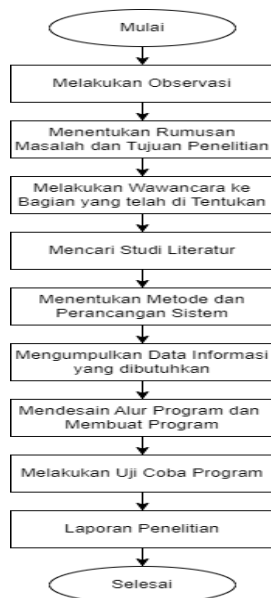 Mulai
Melakukan Observasi
Menentukan Rumusan
Masalah dan Tujuan Penelitian
Melakukan Wawancara ke
Bagian yang telah di Tentukan
Mencari Studi Literatur
Menentukan Metode dan
Perancangan Sistem
Mengumpulkan Data Informasi
yang dibutuhkan
Mendesain Alur Program dan
Membuat Program
Melakukan Uji Coba Program
Laporan Penelitian
Selesai